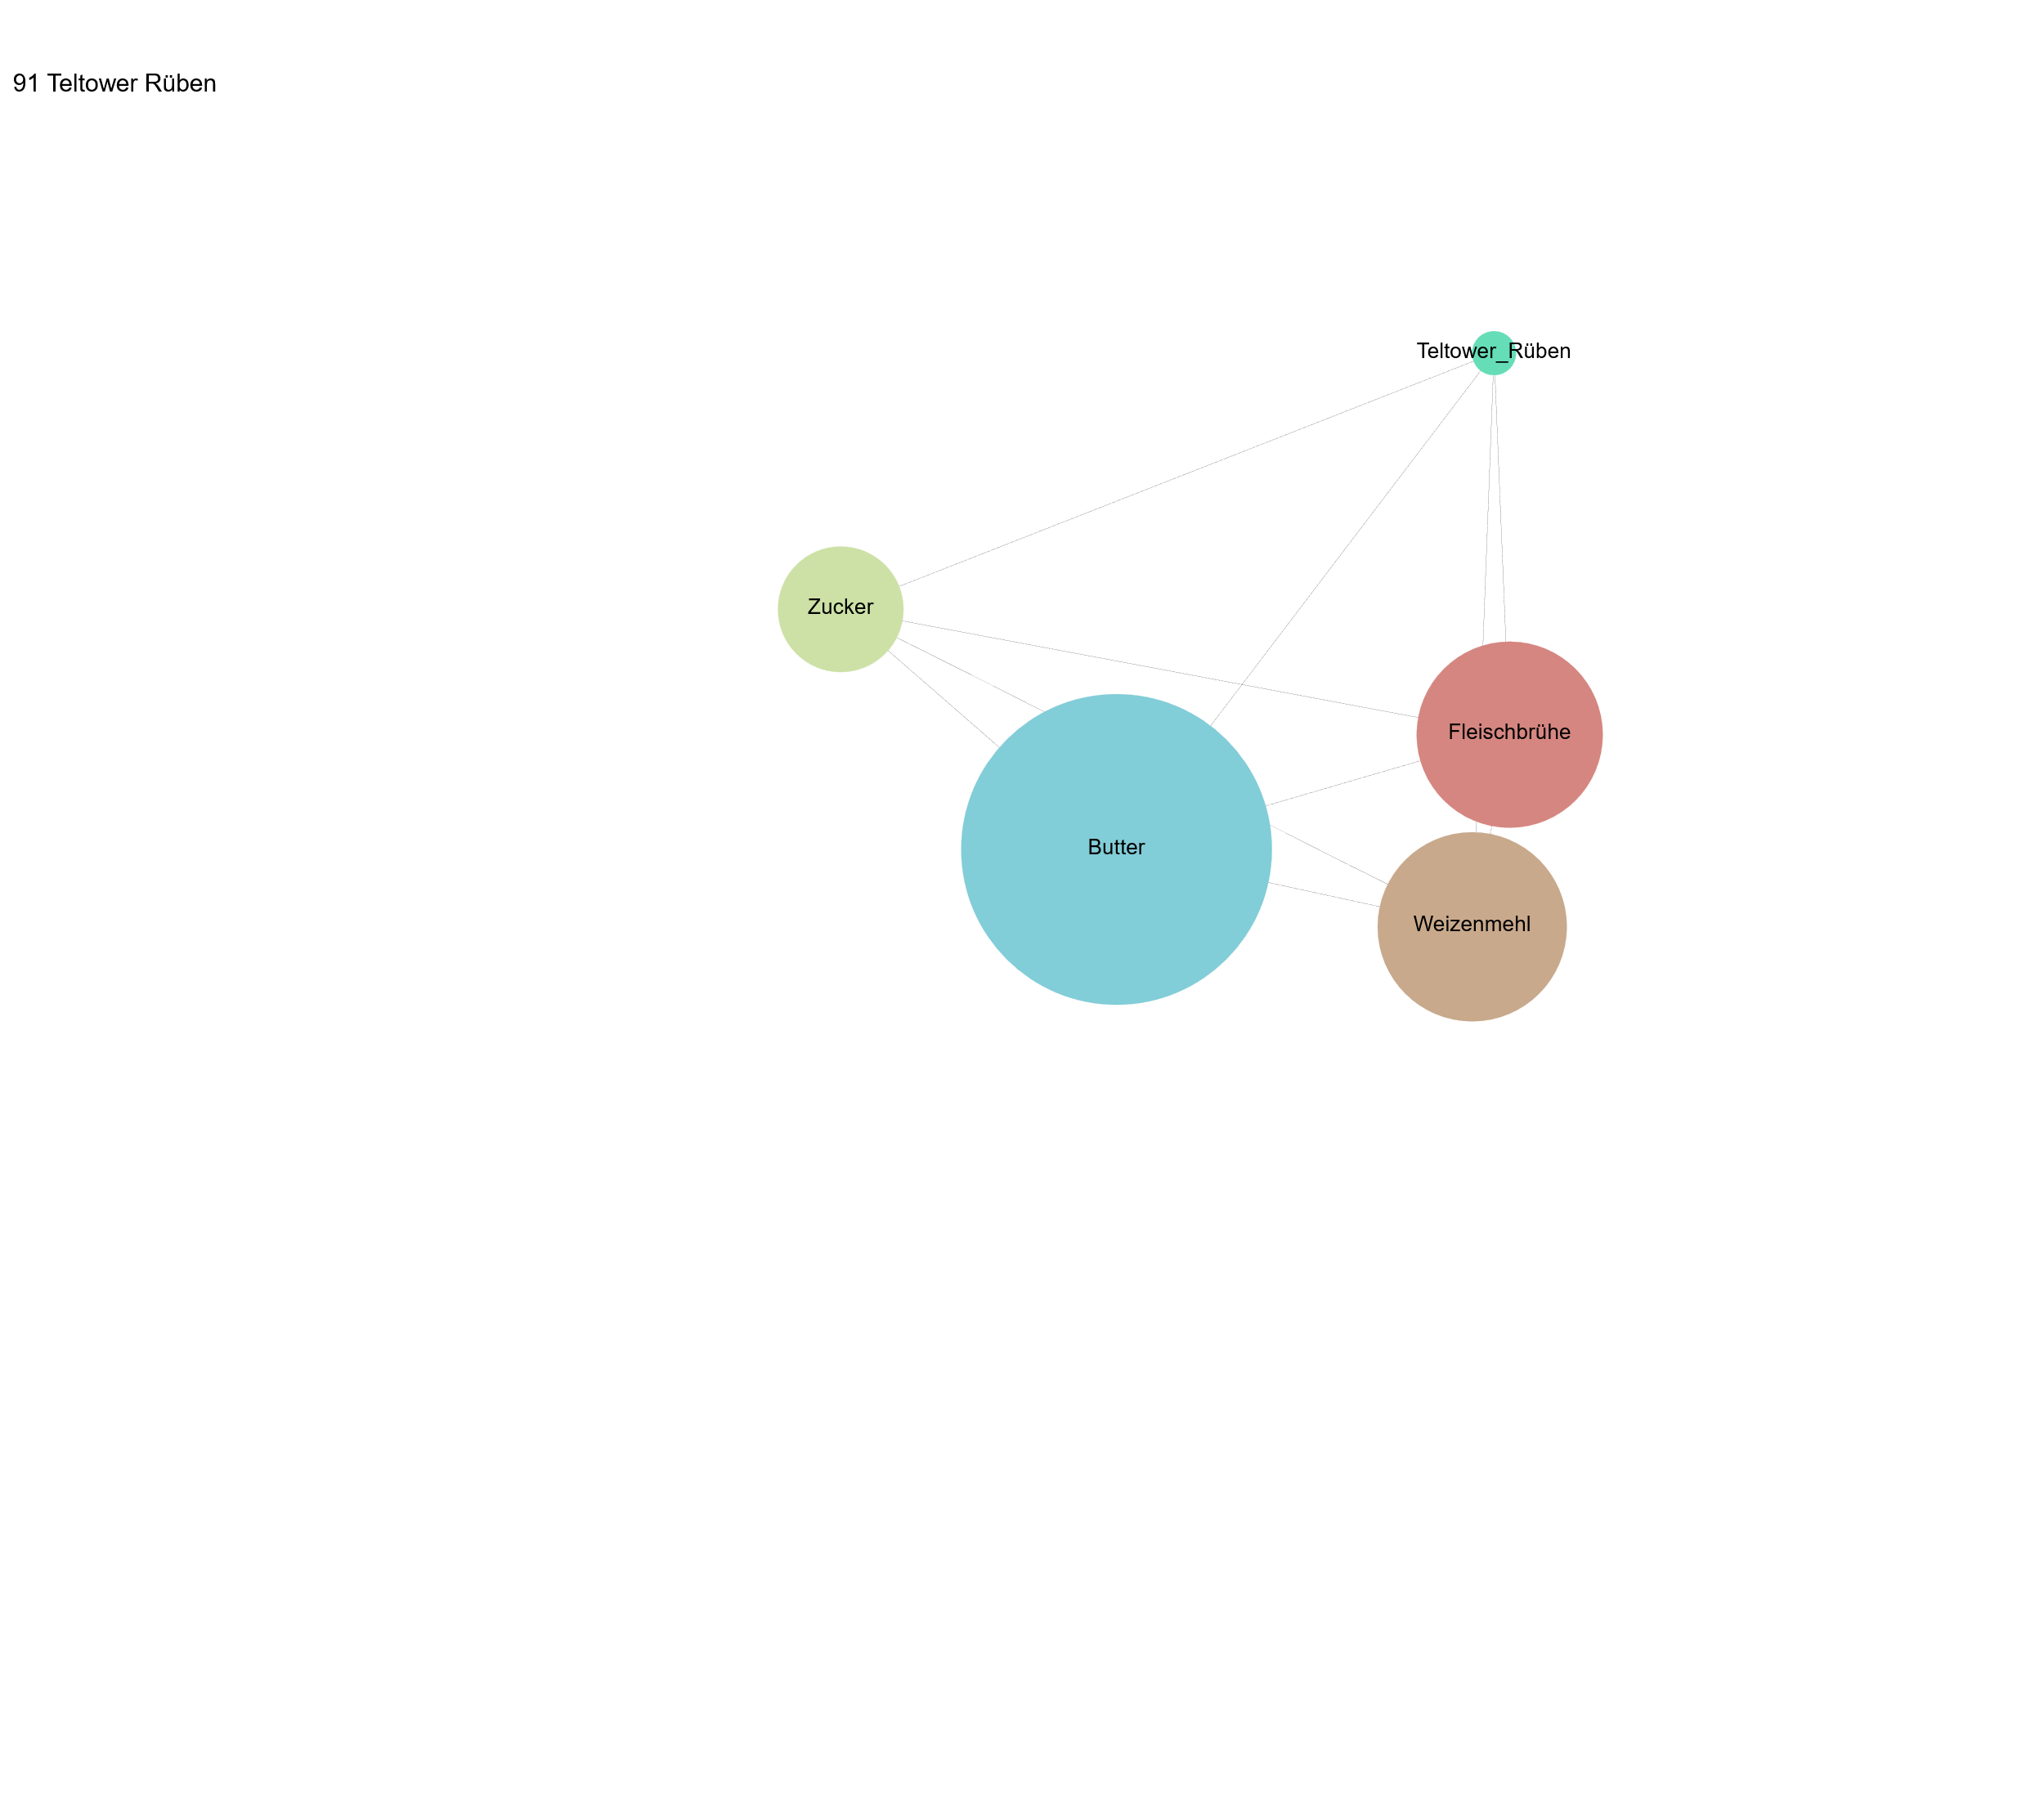 91 Teltower Rüben
Teltower_Rüben
Zucker
Fleischbrühe
Butter
Weizenmehl